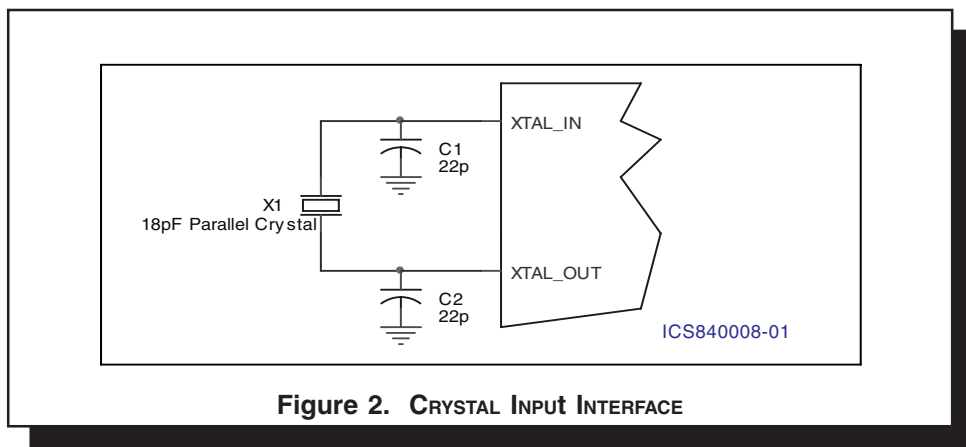 XTAL_IN
C1
22p
X1
18pF Parallel Crystal
XTAL_OUT
C2
22p
ICS840008-01
Figure 2. CRYSTAL INPUt INTERFACE